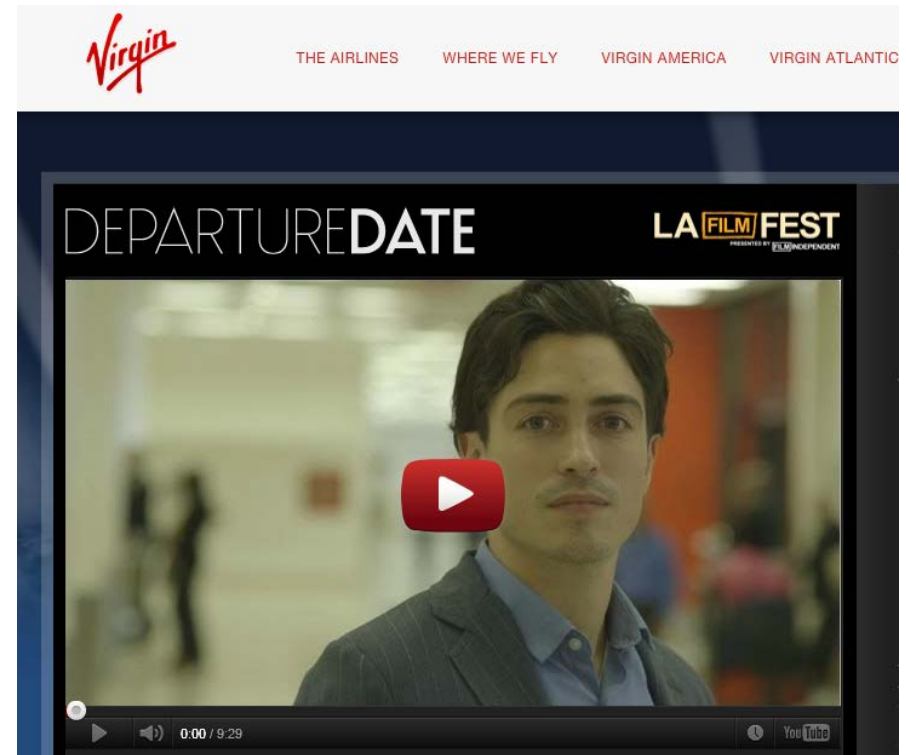 Virgin
THE AIRLINES WHERE WE FLY VIRGIN AMERICA VIRGIN ATLANTIC
DEPARTUREDATE
LA FILM FEST
PRESENTED BY FILM INDEPENDENT
0:00 / 9:29
YouTube